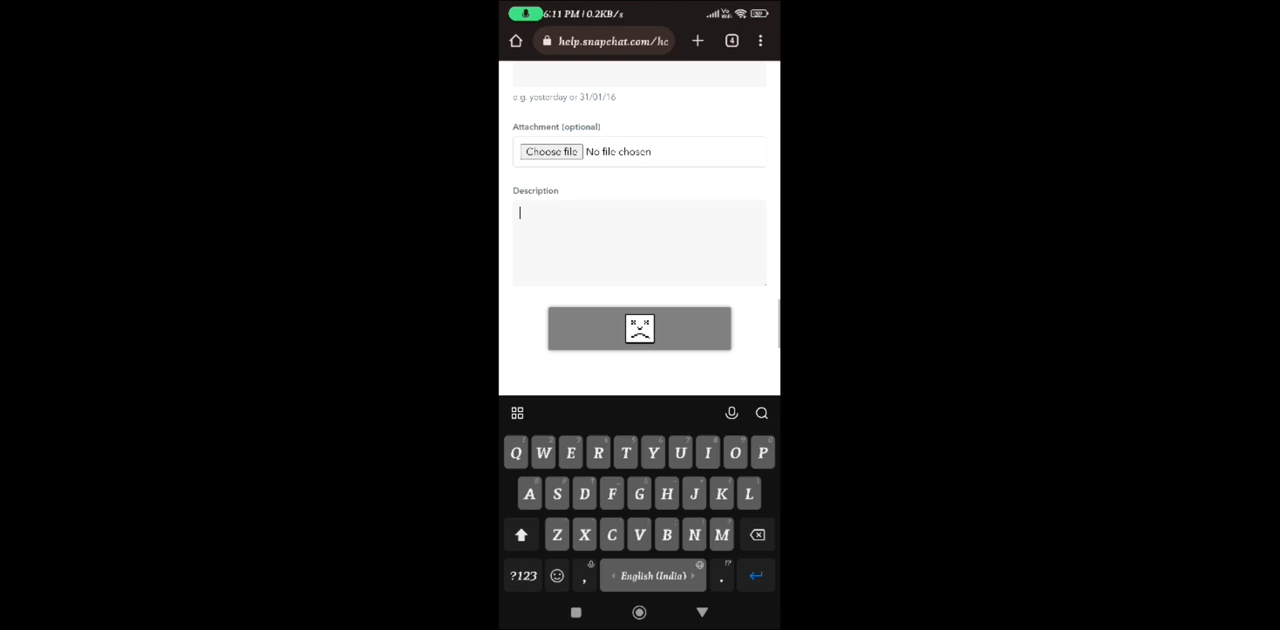 6:11 PM | 0.2KB/s
help.snapchat.com/hc
4
e.g. yesterday or 31/01/16
Attachment (optional)
Choose file No file chosen
Description
Q W E R T Y U I O P
A S D F G H J K L
Z X C V B N M
?123 , English (India) .